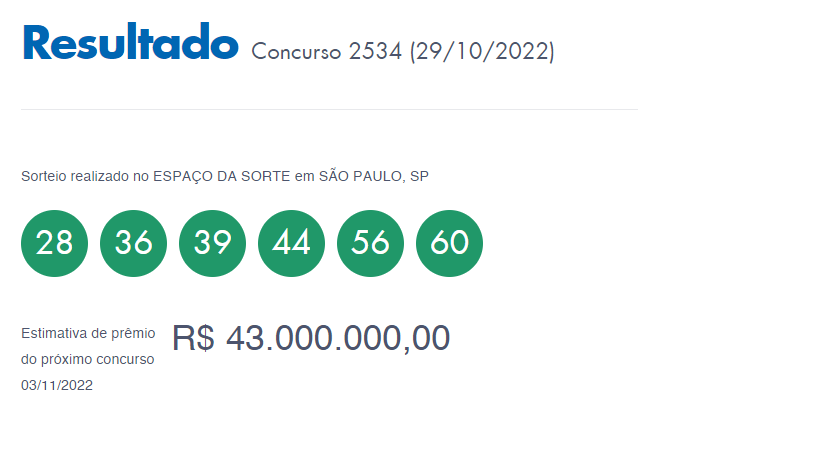 Resultado Concurso 2534 (29/10/2022)
Sorteio realizado no ESPAÇO DA SORTE em SÃO PAULO, SP
28 36 39 44 56 60
Estimativa de prêmio R$ 43.000.000,00
do próximo concurso
03/11/2022